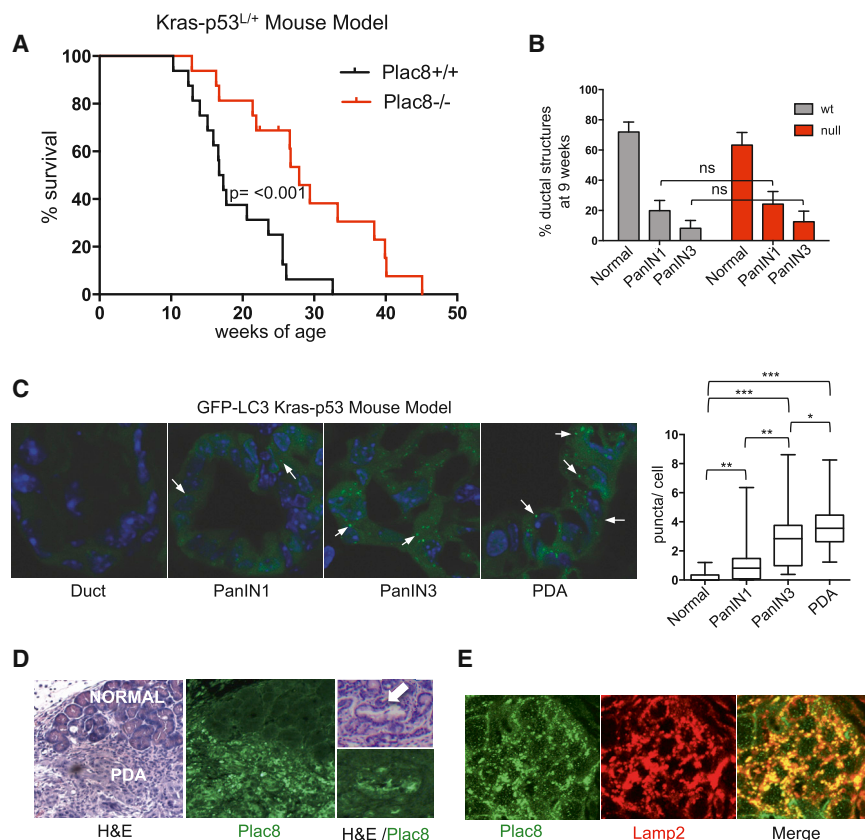 A
Kras-p53L/+ Mouse Model
100
80
60
40
20
0
% survival
0 10 20 30 40 50
weeks of age
Plac8+/+
Plac8-/-
p= <0.001
B
100
80
60
40
20
0
% ductal structures
at 9 weeks
wt
null
ns
ns
Normal PanIN1 PanIN3 Normal PanIN1 PanIN3
C
GFP-LC3 Kras-p53 Mouse Model
Duct PanIN1 PanIN3 PDA
***
***
** *
**
10
8
6
4
2
0
puncta/ cell
Normal PanIN1 PanIN3 PDA
D
NORMAL
PDA
H&E Plac8 H&E /Plac8
E
Plac8 Lamp2 Merge